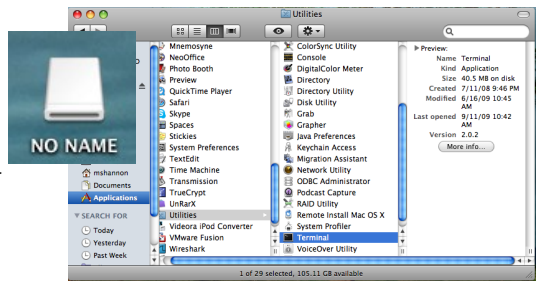 Utilities
NO NAME
mshannon
Documents
Applications
SEARCH FOR
Today
Yesterday
Past Week
Mnemosyne
NeoOffice
Photo Booth
Preview
QuickTime Player
Safari
Skype
Spaces
Stickies
System Preferences
TextEdit
Time Machine
Transmission
TrueCrypt
UnRarX
Utilities
Videora iPod Converter
VMware Fusion
Wireshark
ColorSync Utility
Console
DigitalColor Meter
Directory
Directory Utility
Disk Utility
Grab
Grapher
Java Preferences
Keychain Access
Migration Assistant
Network Utility
ODBC Administrator
Podcast Capture
RAID Utility
Remote Install Mac OS X
System Profiler
Terminal
VoiceOver Utility
Preview:
Name Terminal
Kind Application
Size 40.5 MB on disk
Created 7/11/08 9:46 PM
Modified 6/16/09 10:45
AM
Last opened 9/11/09 10:42
AM
Version 2.0.2
More info...
1 of 29 selected, 105.11 GB available